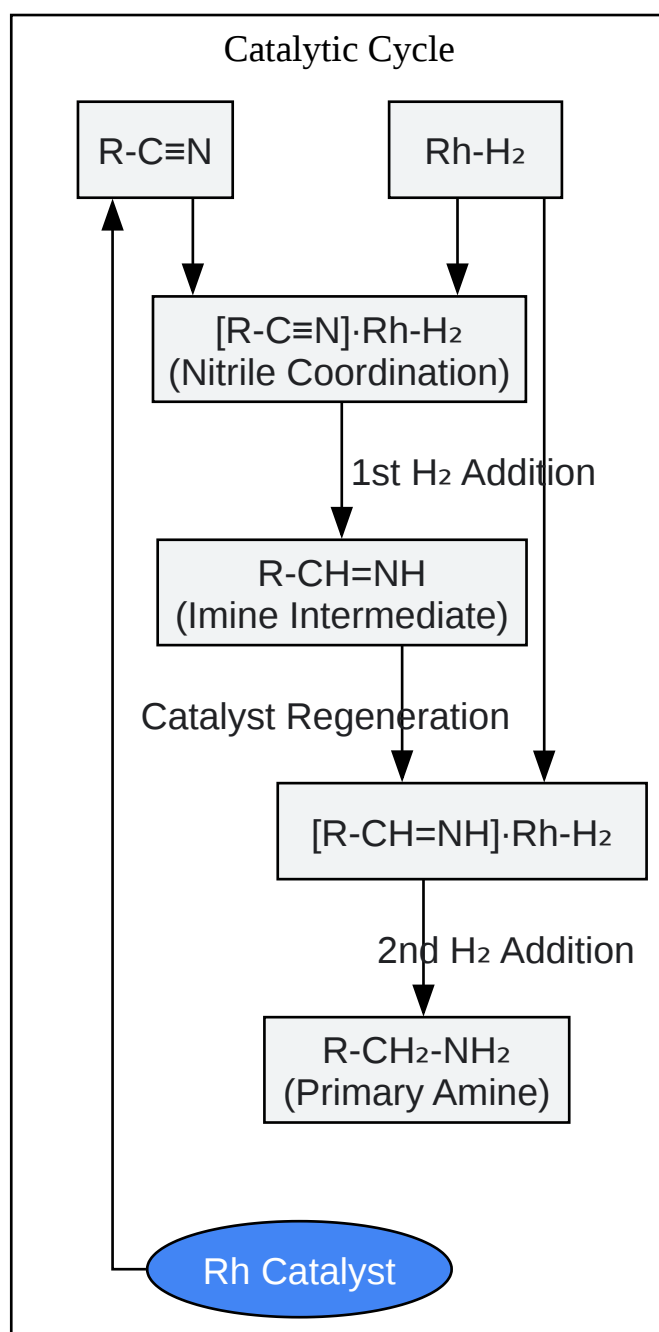 Catalytic Cycle
R-C≡N
Rh-H₂
[R-C≡N]·Rh-H₂
(Nitrile Coordination)
1st H₂ Addition
R-CH=NH
(Imine Intermediate)
Catalyst Regeneration
[R-CH=NH]·Rh-H₂
2nd H₂ Addition
R-CH₂-NH₂
(Primary Amine)
Rh Catalyst